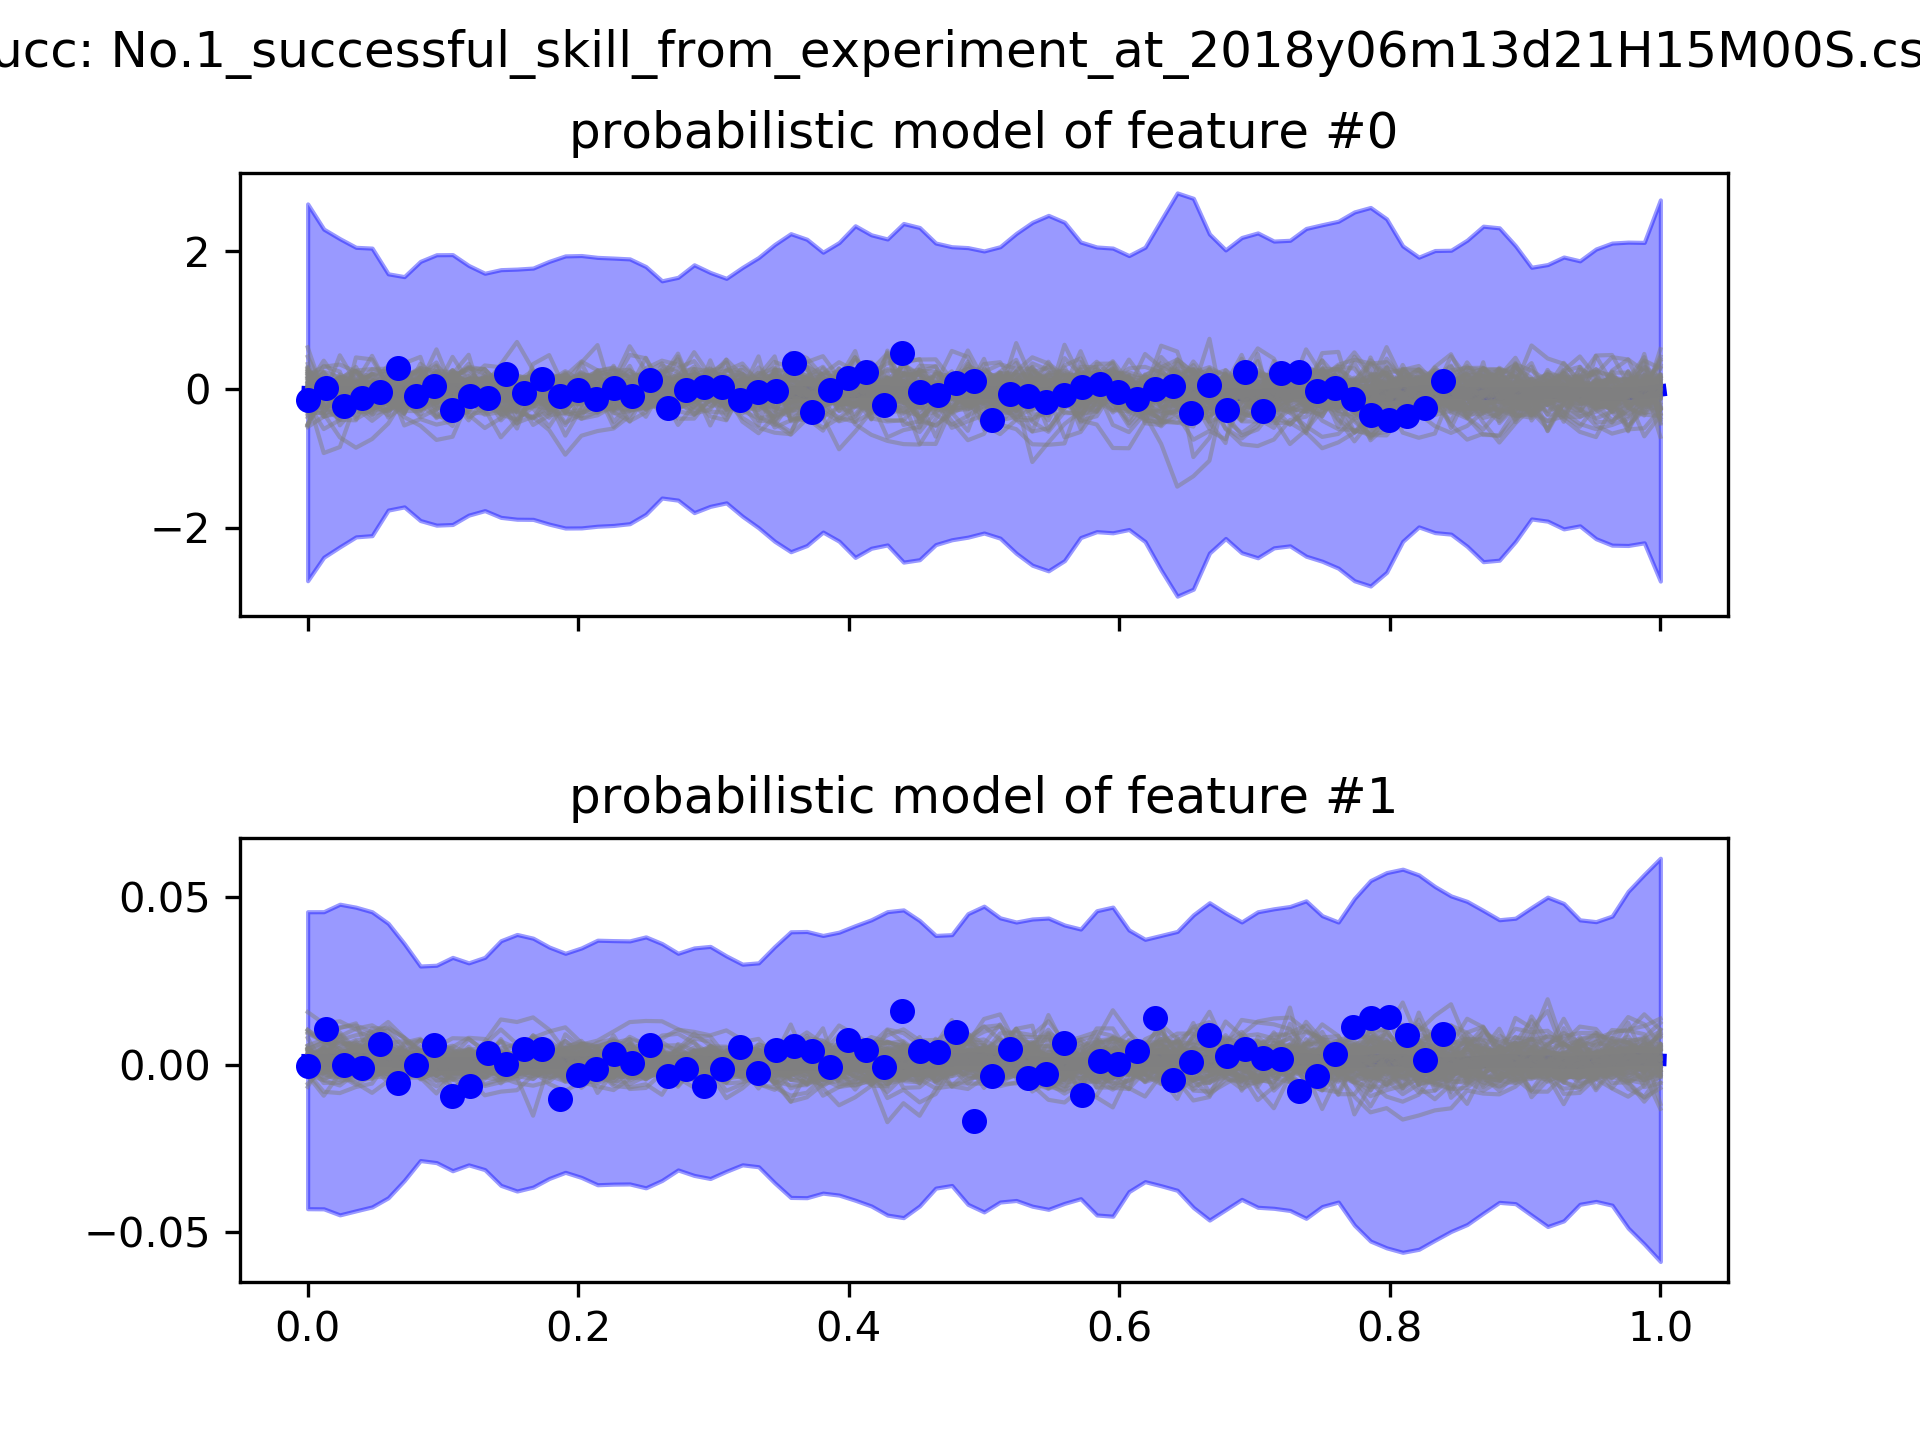 ucc: No.1_successful_skill_from_experiment_at_2018y06m13d21H15M00S.cs
probabilistic model of feature #0
2
0
−2
probabilistic model of feature #1
0.05
0.00
−0.05
0.0 0.2 0.4 0.6 0.8 1.0